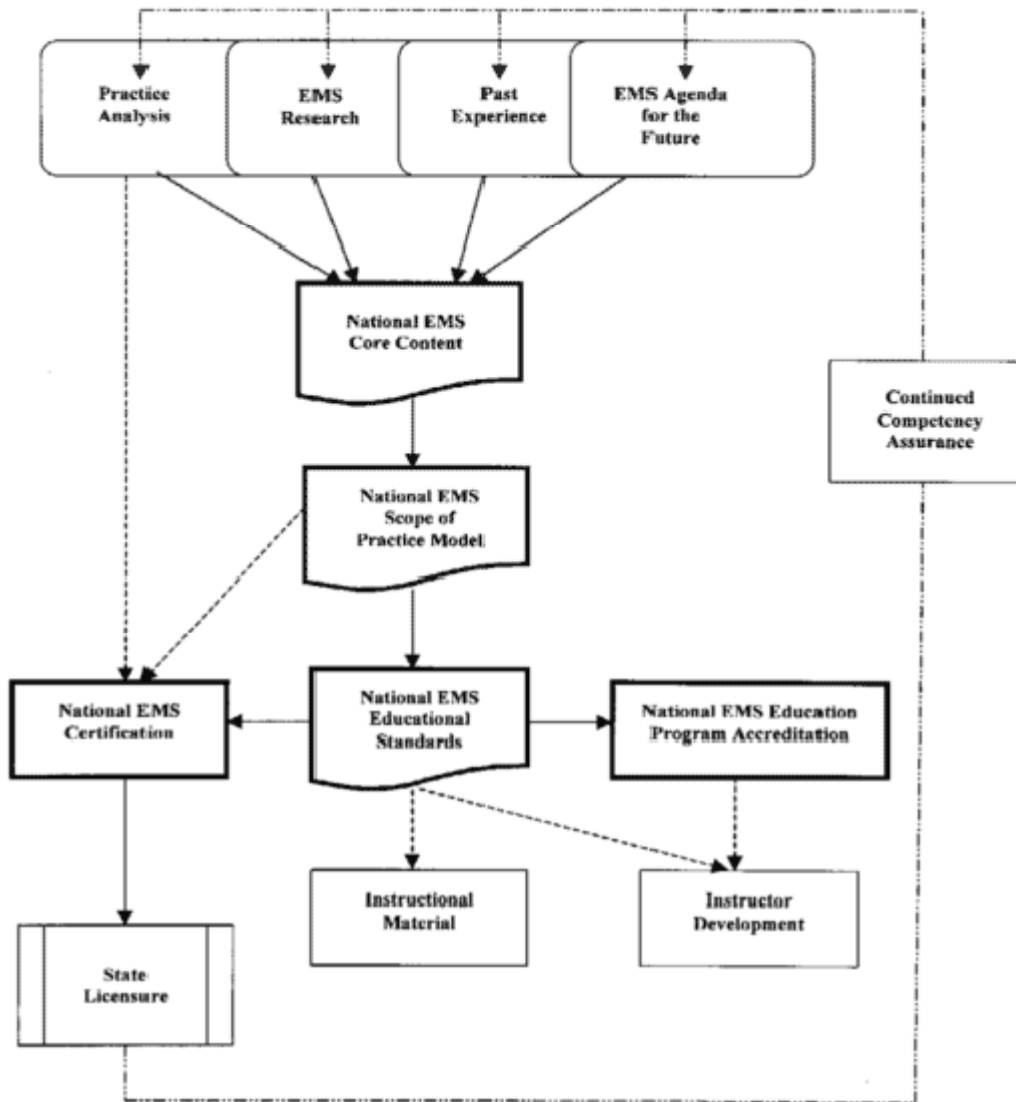 Practice
Analysis
EMS
Research
Past
Experience
EMS Agenda
for the
Future
National EMS
Core Content
Continued
Competency
Assurance
National EMS
Scope of
Practice Model
National EMS
Certification
National EMS
Educational
Standards
National EMS Education
Program Accreditation
Instructional
Material
Instructor
Development
State
Licensure